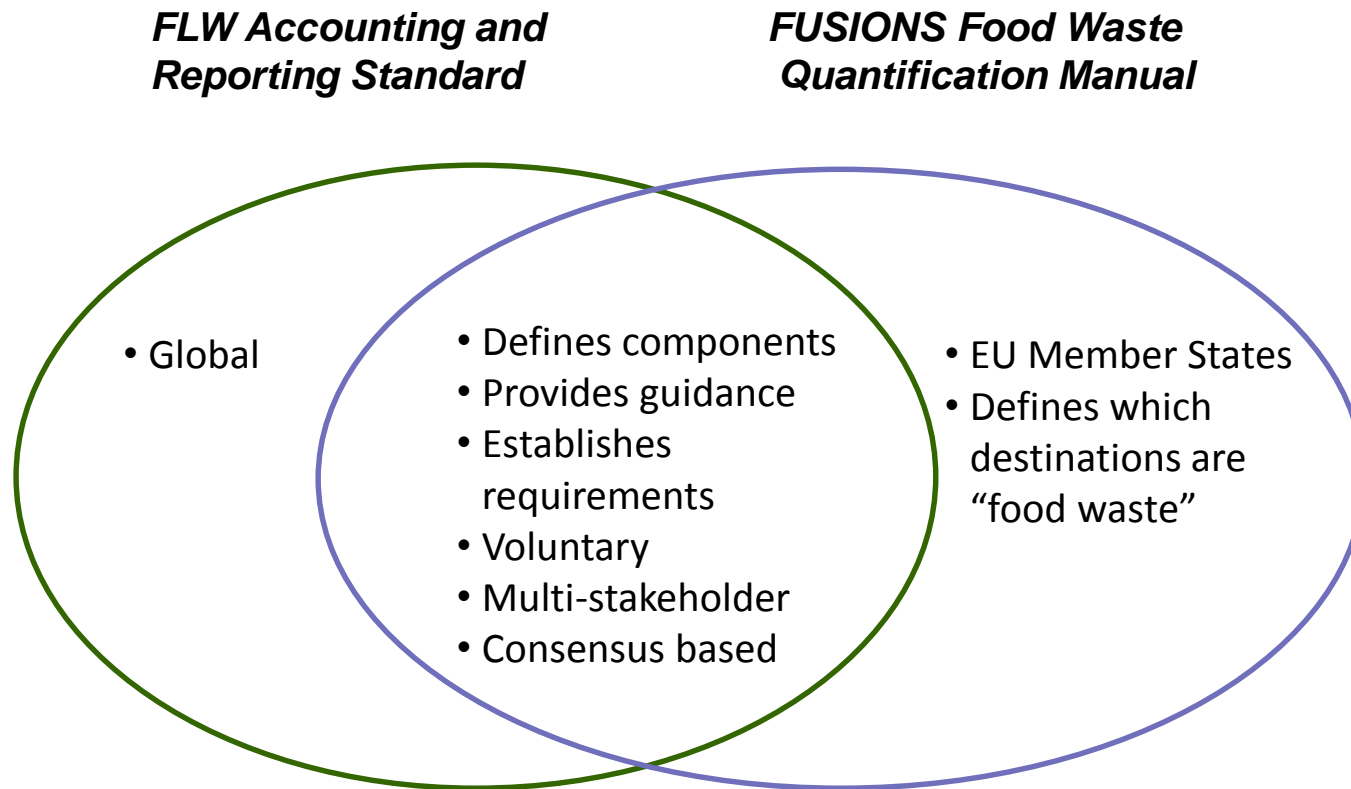 FLW Accounting and
Reporting Standard
FUSIONS Food Waste
Quantification Manual
• Global
• Defines components
• Provides guidance
• Establishes
requirements
• Voluntary
• Multi-stakeholder
• Consensus based
• EU Member States
• Defines which
destinations are
“food waste”